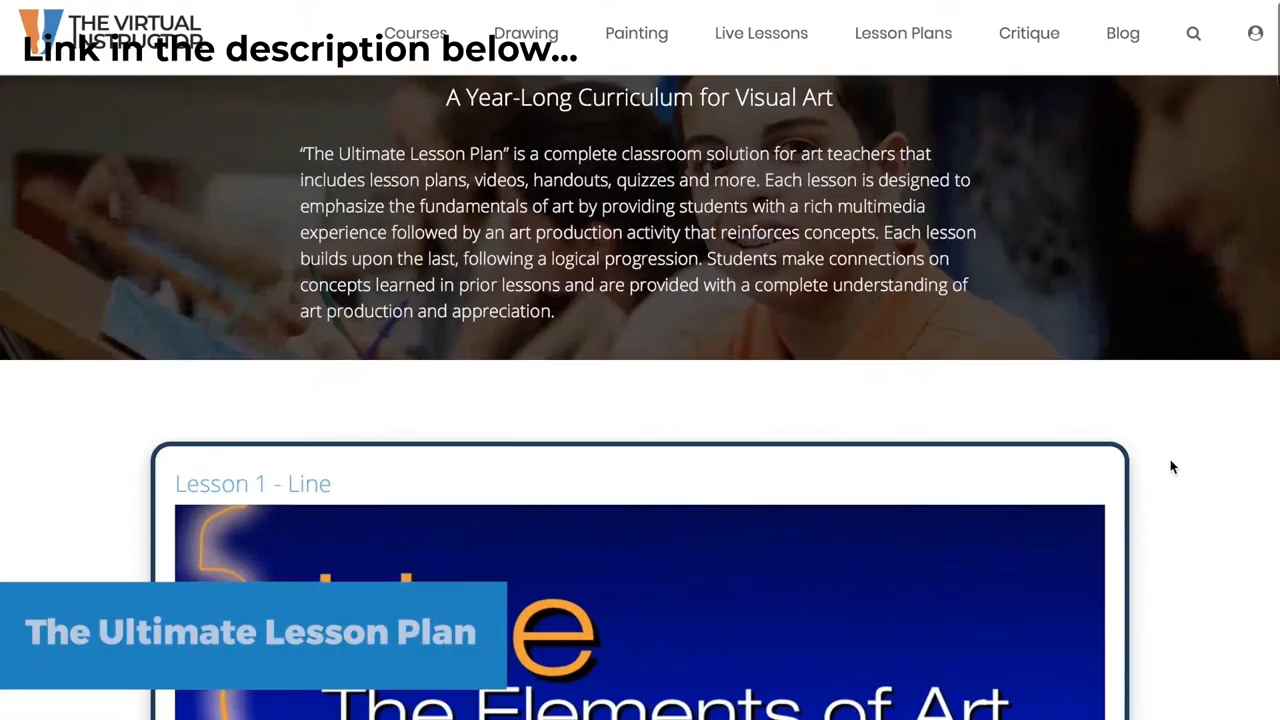 THE VIRTUAL
INSTRUCTOR
Link in the description below...
Courses
Drawing
Painting
Live Lessons
Lesson Plans
Critique
Blog
A Year-Long Curriculum for Visual Art
“The Ultimate Lesson Plan” is a complete classroom solution for art teachers that
includes lesson plans, videos, handouts, quizzes and more. Each lesson is designed to
emphasize the fundamentals of art by providing students with a rich multimedia
experience followed by an art production activity that reinforces concepts. Each lesson
builds upon the last, following a logical progression. Students make connections on
concepts learned in prior lessons and are provided with a complete understanding of
art production and appreciation.
Lesson 1 - Line
The Ultimate Lesson Plan
The Elements of Art